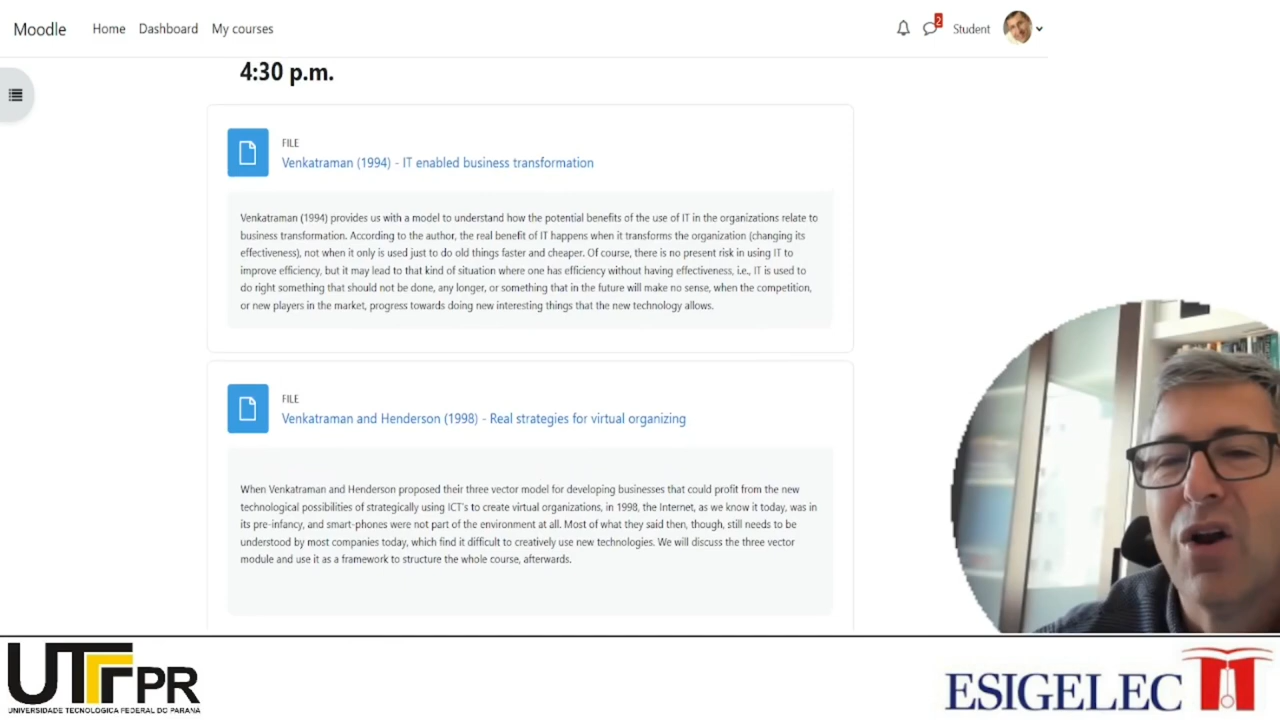 Moodle Home Dashboard My courses 2 Student
4:30 p.m.
FILE
Venkatraman (1994) - IT enabled business transformation
Venkatraman (1994) provides us with a model to understand how the potential benefits of the use of IT in the organizations relate to
business transformation. According to the author, the real benefit of IT happens when it transforms the organization (changing its
effectiveness), not when it only is used just to do old things faster and cheaper. Of course, there is no present risk in using IT to
improve efficiency, but it may lead to that kind of situation where one has efficiency without having effectiveness, i.e., IT is used to
do right something that should not be done, any longer, or something that in the future will make no sense, when the competition,
or new players in the market, progress towards doing new interesting things that the new technology allows.
FILE
Venkatraman and Henderson (1998) - Real strategies for virtual organizing
When Venkatraman and Henderson proposed their three vector model for developing businesses that could profit from the new
technological possibilities of strategically using ICT's to create virtual organizations, in 1998, the Internet, as we know it today, was in
its pre-infancy, and smart-phones were not part of the environment at all. Most of what they said then, though, still needs to be
understood by most companies today, which find it difficult to creatively use new technologies. We will discuss the three vector
module and use it as a framework to structure the whole course, afterwards.
UTFPR
UNIVERSIDADE TECNOLÓGICA FEDERAL DO PARANÁ
ESIGELEC